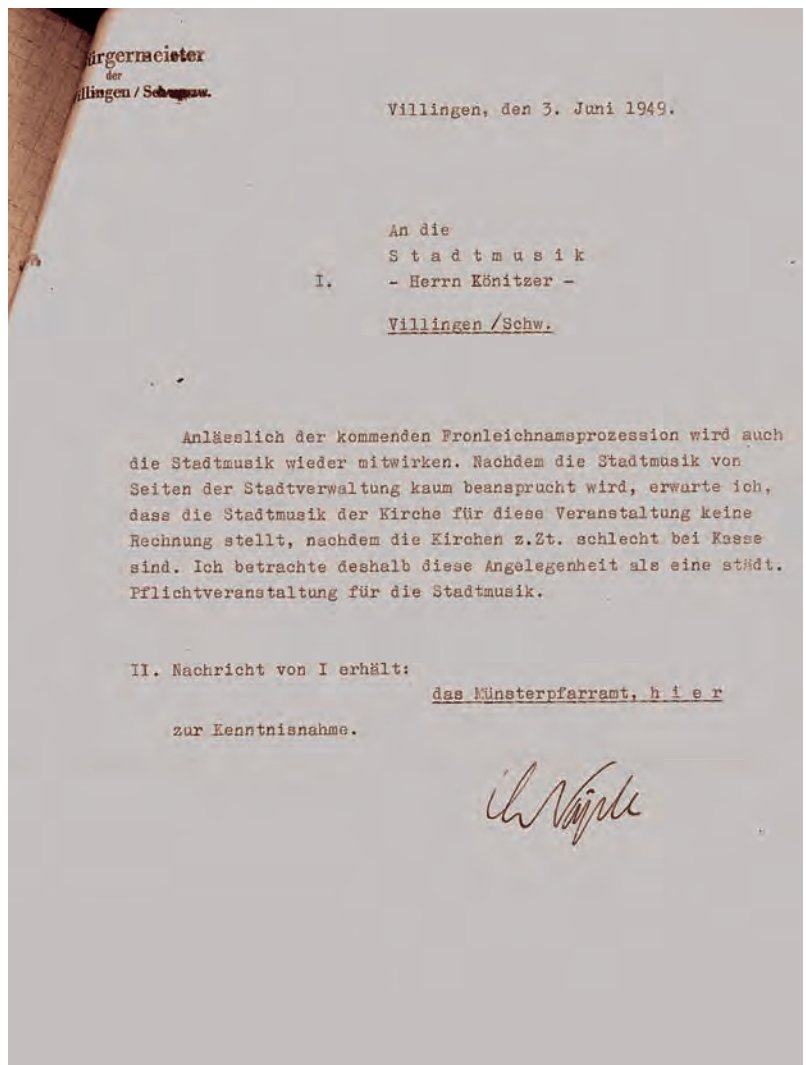 ürgermeister
der
illingen /
Villingen, den 3. Juni 1949.
An die
S t a d t m u s i k
I. - Herrn Könitzer -
Villingen /Schw.
Anlässlich der kommenden Fronleichnamsprozession wird auch
die Stadtmusik wieder mitwirken. Nachdem die Stadtmusik von
Seiten der Stadtverwaltung kaum beansprucht wird, erwarte ich,
dass die Stadtmusik der Kirche für diese Veranstaltung keine
Rechnung stellt, nachdem die Kirchen z.Zt. schlecht bei Kasse
sind. Ich betrachte deshalb diese Angelegenheit als eine städt.
Pflichtveranstaltung für die Stadtmusik.
II. Nachricht von I erhält:
das Münsterpfarramt, h i e r
zur Kenntnisnahme.